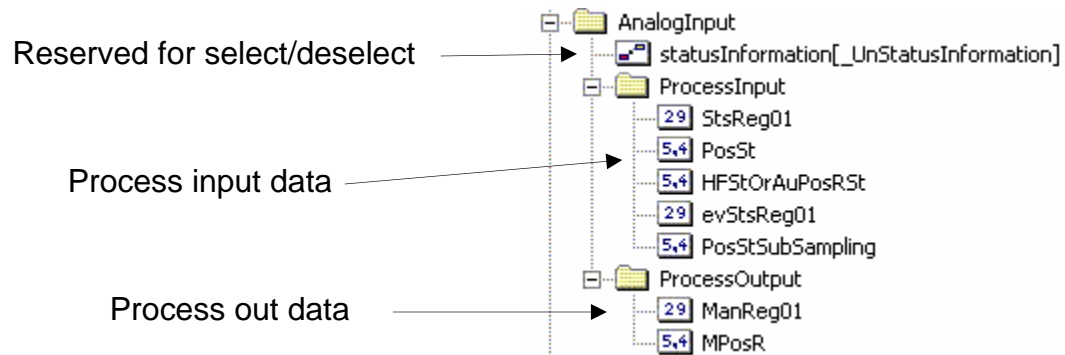 AnalogInput
Reserved for select/deselect
statusInformation[_UnStatusInformation]
ProcessInput
29 StsReg01
5,4 PosSt
Process input data
5,4 HFStOrAuPosRSt
29 evStsReg01
5,4 PosStSubSampling
ProcessOutput
Process out data
29 ManReg01
5,4 MPosR